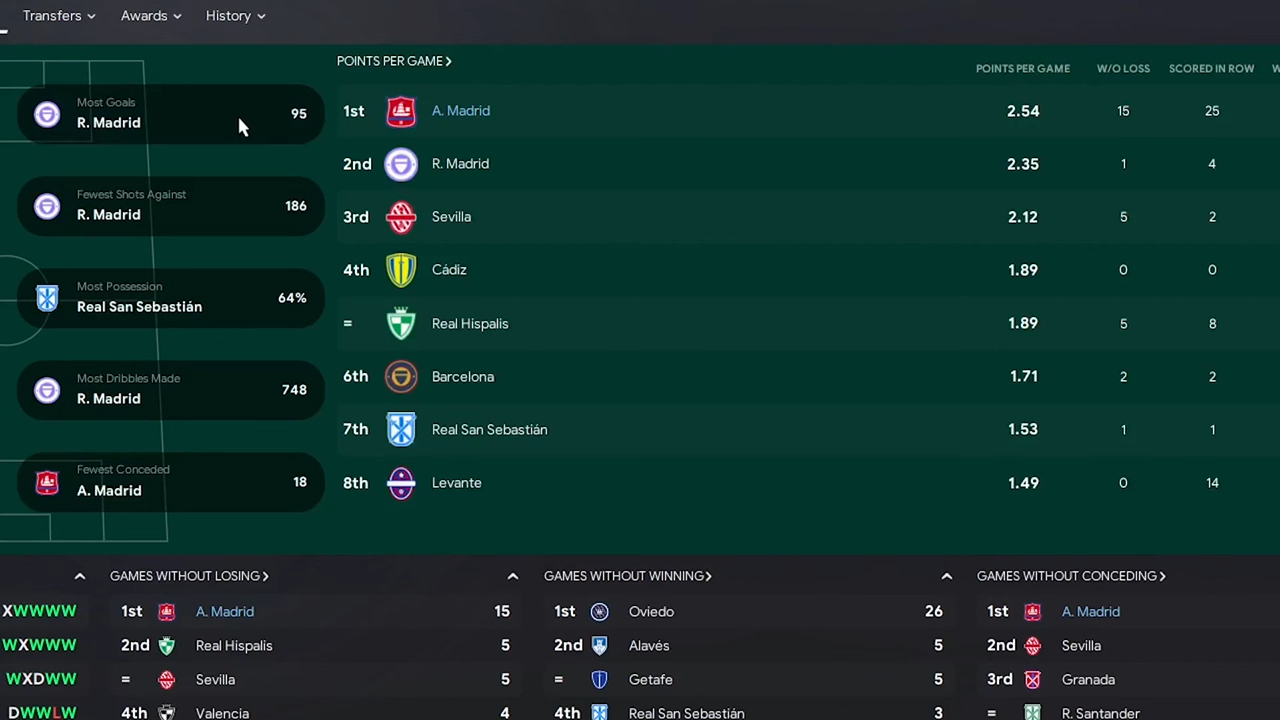 Transfers Awards History
POINTS PER GAME
POINTS PER GAME W/O LOSS SCORED IN ROW W
Most Goals
R. Madrid 95
Fewest Shots Against
R. Madrid 186
Most Possession
Real San Sebastián 64%
Most Dribbles Made
R. Madrid 748
Fewest Conceded
A. Madrid 18
1st A. Madrid 2.54 15 25
2nd R. Madrid 2.35 1 4
3rd Sevilla 2.12 5 2
4th Cádiz 1.89 0 0
= Real Hispalis 1.89 5 8
6th Barcelona 1.71 2 2
7th Real San Sebastián 1.53 1 1
8th Levante 1.49 0 14
XWWWW
WXWWW
WXDWW
DWWLW
GAMES WITHOUT LOSING
1st A. Madrid 15
2nd Real Hispalis 5
= Sevilla 5
4th Valencia 4
GAMES WITHOUT WINNING
1st Oviedo 26
2nd Alavés 5
= Getafe 5
4th Real San Sebastián 3
GAMES WITHOUT CONCEDING
1st A. Madrid
2nd Sevilla
3rd Granada
= R. Santander